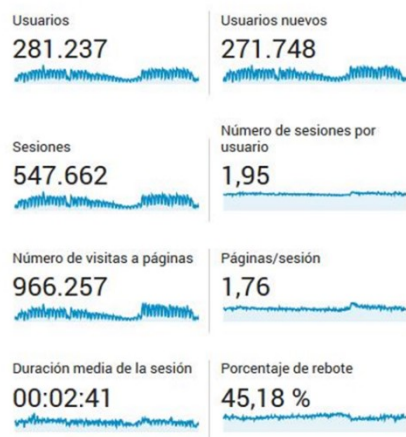 Usuarios
281.237
Usuarios nuevos
271.748
Sesiones
547.662
Número de sesiones por
usuario
1,95
Número de visitas a páginas
966.257
Páginas/sesión
1,76
Duración media de la sesión
00:02:41
Porcentaje de rebote
45,18 %